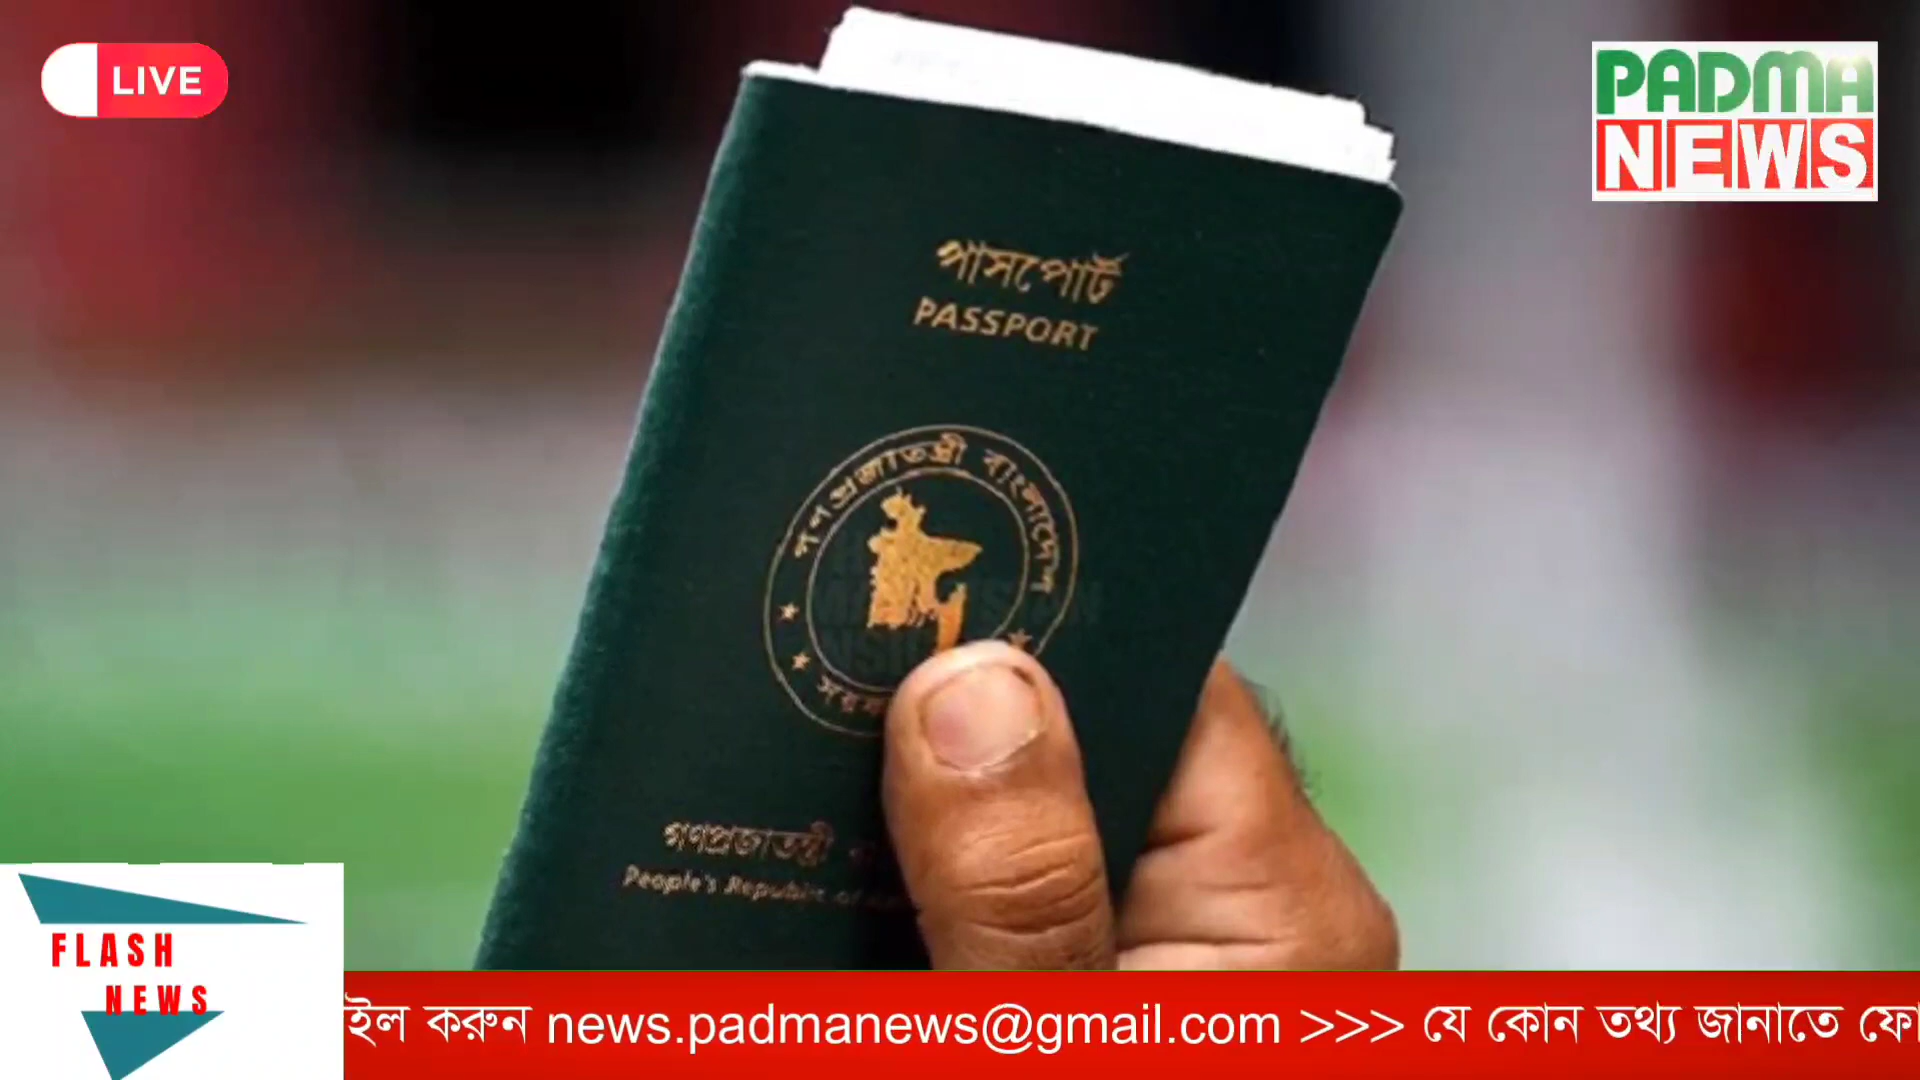 LIVE
PADMA
NEWS
পাসপোর্ট
PASSPORT
গণপ্রজাতন্ত্রী বাংলাদেশ
গণপ্রজাতন্ত্রী
People's Republic of
FLASH
NEWS
ইল করুন news.padmanews@gmail.com >>> যে কোন তথ্য জানাতে ফো